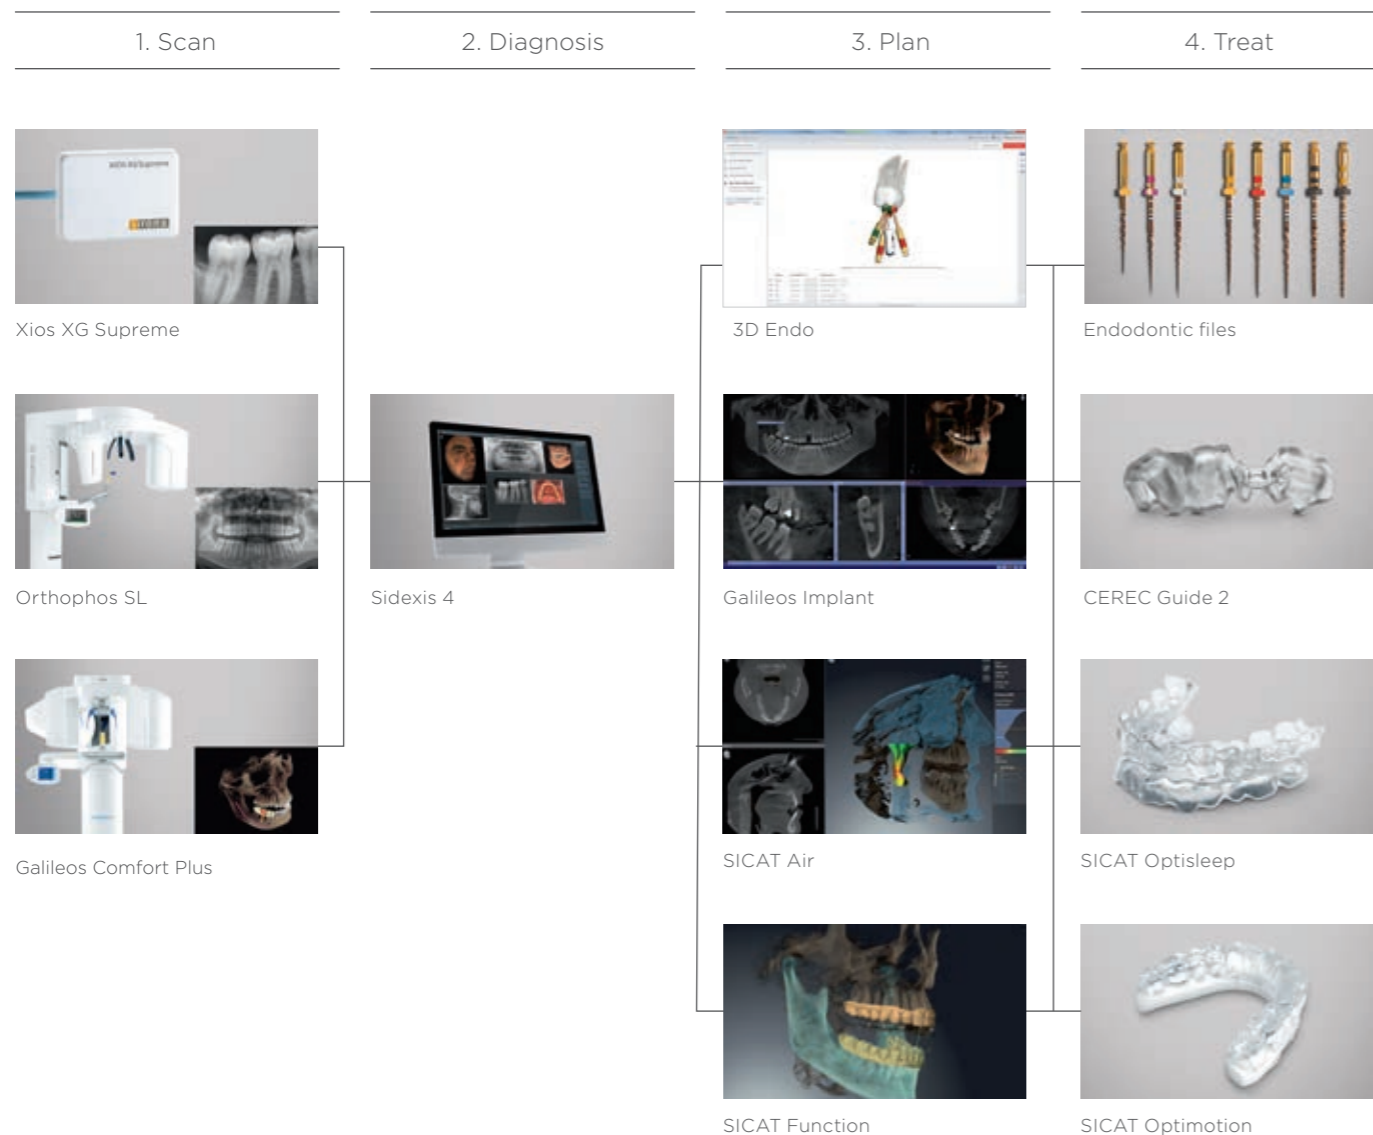 1. Scan
2. Diagnosis
3. Plan
4. Treat
Xios XG Supreme
3D Endo
Endodontic files
Orthophos SL
Sidexis 4
Galileos Implant
CEREC Guide 2
Galileos Comfort Plus
SICAT Air
SICAT Optisleep
SICAT Function
SICAT Optimotion